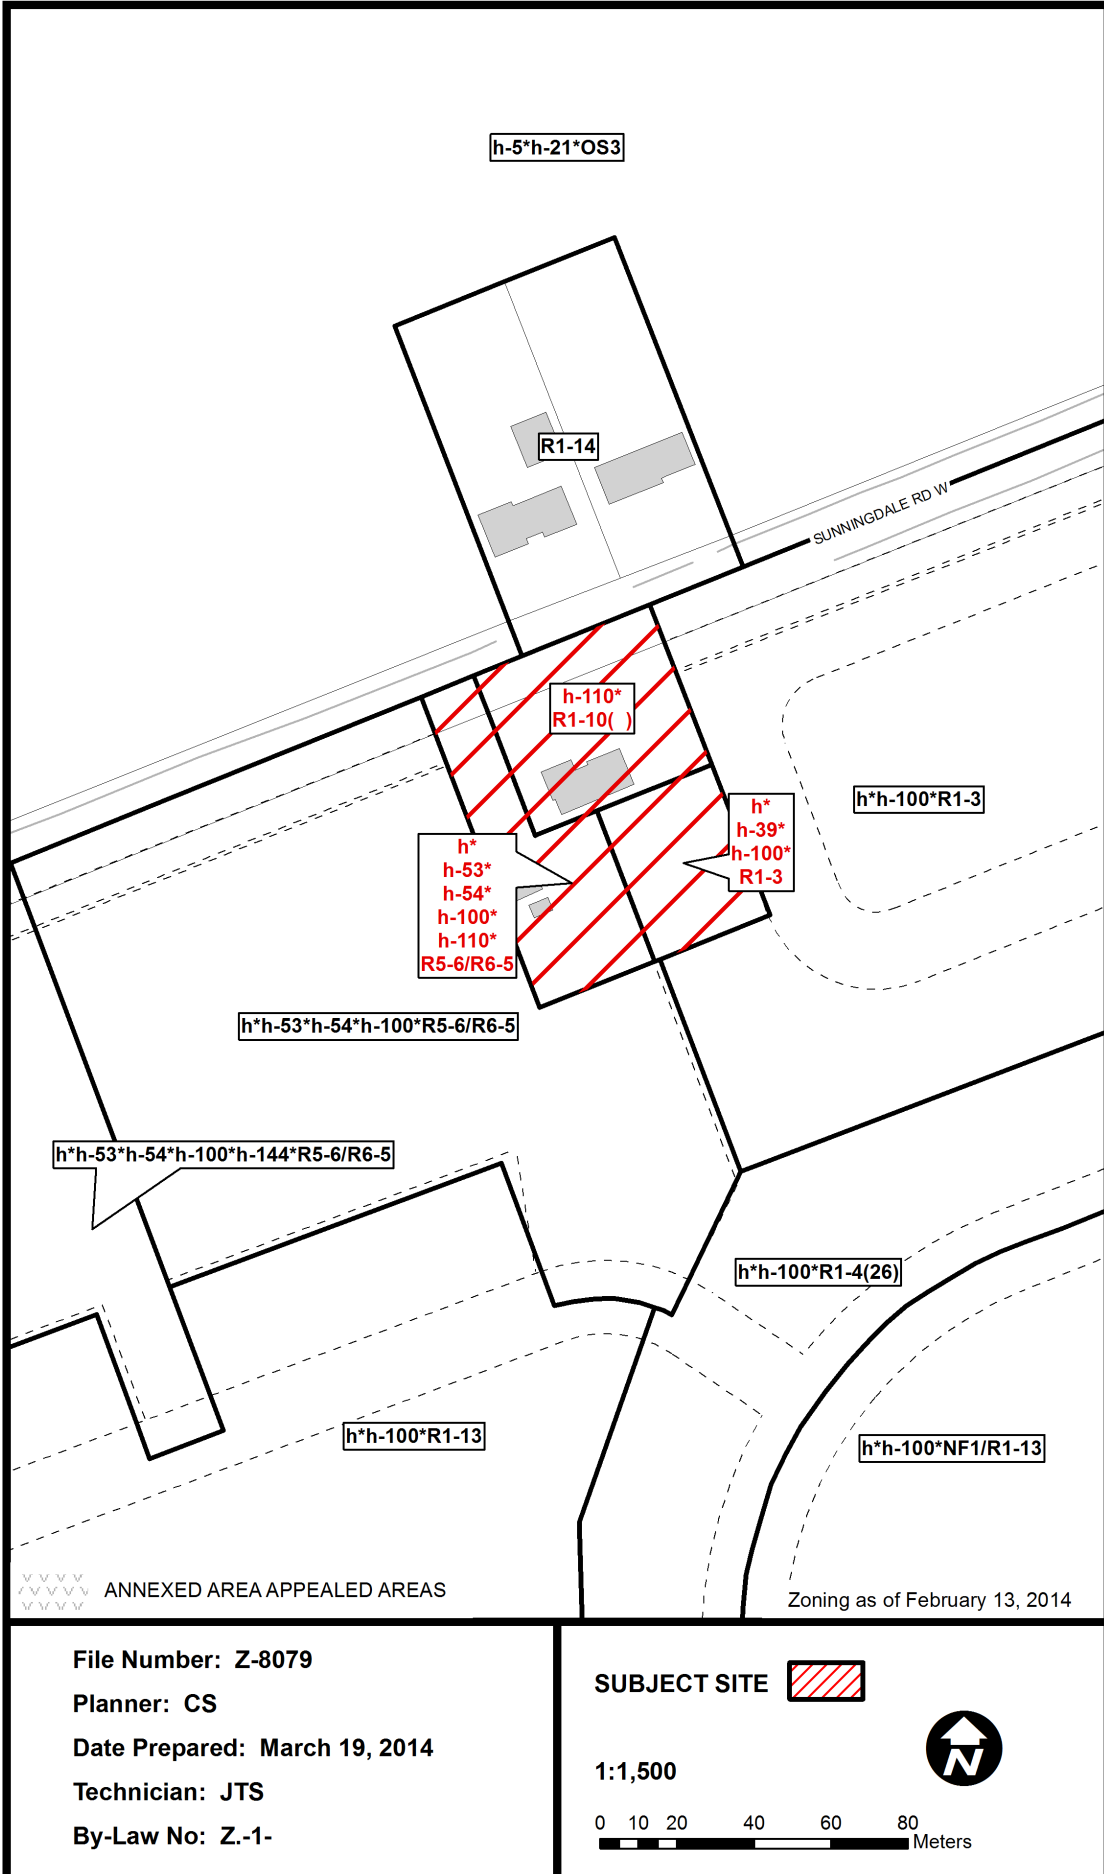 h-5*h-21*OS3
R1-14
SUNNINGDALE RD W
h-110*
R1-10(  )
h*h-100*R1-3
h*
h-39*
h-100*
R1-3
h*
h-53*
h-54*
h-100*
h-110*
R5-6/R6-5
h*h-53*h-54*h-100*R5-6/R6-5
h*h-53*h-54*h-100*h-144*R5-6/R6-5
h*h-100*R1-4(26)
h*h-100*R1-13
h*h-100*NF1/R1-13
ANNEXED AREA APPEALED AREAS
Zoning as of February 13, 2014
File Number: Z-8079
Planner: CS
Date Prepared: March 19, 2014
Technician: JTS
By-Law No: Z.-1-
SUBJECT SITE
N
1:1,500
0 10 20 40 60 80
Meters